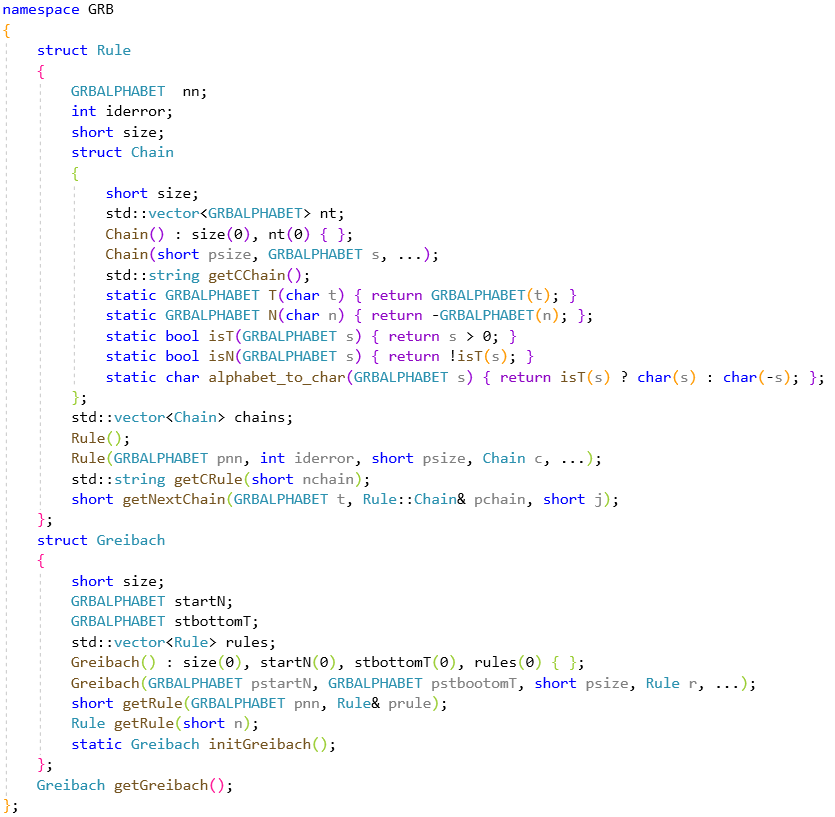 namespace GRB
{
    struct Rule
    {
        GRBALPHABET  nn;
        int iderror;
        short size;
        struct Chain
        {
            short size;
            std::vector<GRBALPHABET> nt;
            Chain() : size(0), nt(0) { };
            Chain(short psize, GRBALPHABET s, ...);
            std::string getCChain();
            static GRBALPHABET T(char t) { return GRBALPHABET(t); }
            static GRBALPHABET N(char n) { return -GRBALPHABET(n); };
            static bool isT(GRBALPHABET s) { return s > 0; }
            static bool isN(GRBALPHABET s) { return !isT(s); }
            static char alphabet_to_char(GRBALPHABET s) { return isT(s) ? char(s) : char(-s); };
        };
        std::vector<Chain> chains;
        Rule();
        Rule(GRBALPHABET pnn, int iderror, short psize, Chain c, ...);
        std::string getCRule(short nchain);
        short getNextChain(GRBALPHABET t, Rule::Chain& pchain, short j);
    };
    struct Greibach
    {
        short size;
        GRBALPHABET startN;
        GRBALPHABET stbottomT;
        std::vector<Rule> rules;
        Greibach() : size(0), startN(0), stbottomT(0), rules(0) { };
        Greibach(GRBALPHABET pstartN, GRBALPHABET pstbootomT, short psize, Rule r, ...);
        short getRule(GRBALPHABET pnn, Rule& prule);
        Rule getRule(short n);
        static Greibach initGreibach();
    };
    Greibach getGreibach();
};